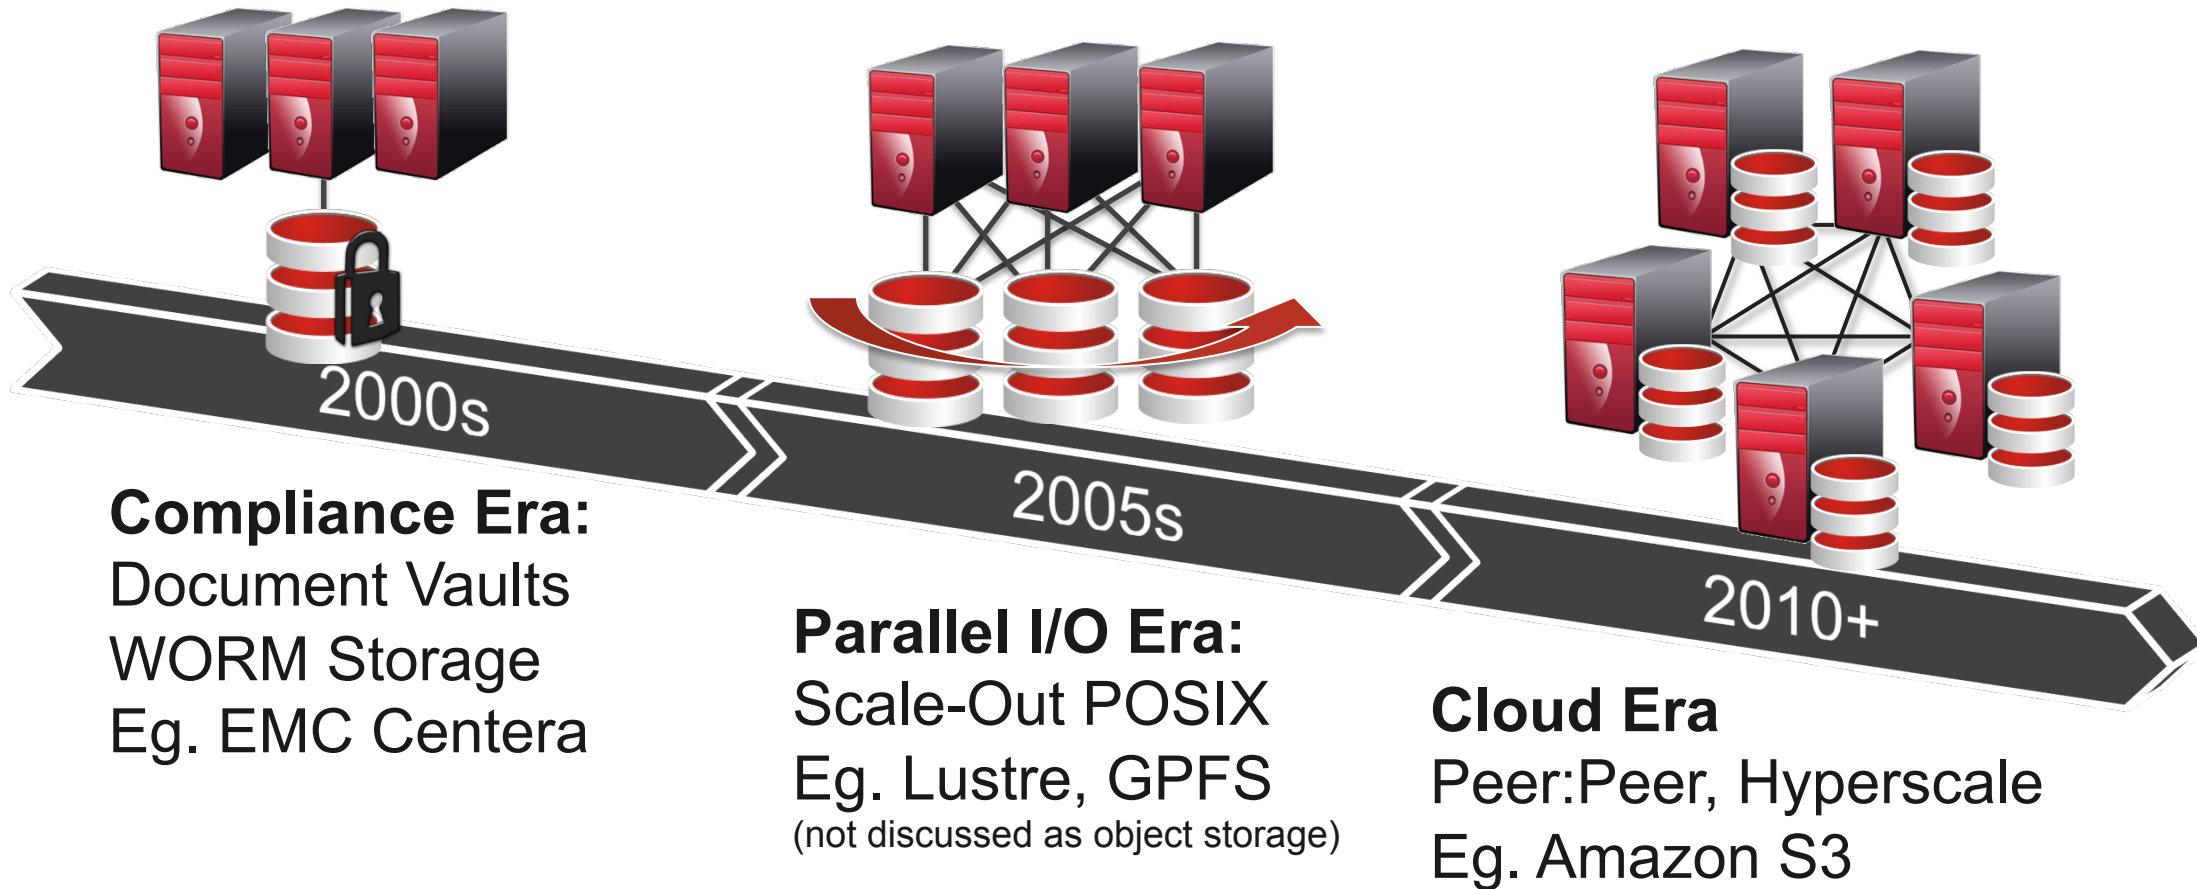 2000s
Compliance Era:
Document Vaults
WORM Storage
Eg. EMC Centera
2005s
Parallel I/O Era:
Scale-Out POSIX
Eg. Lustre, GPFS
(not discussed as object storage)
2010+
Cloud Era
Peer:Peer, Hyperscale
Eg. Amazon S3